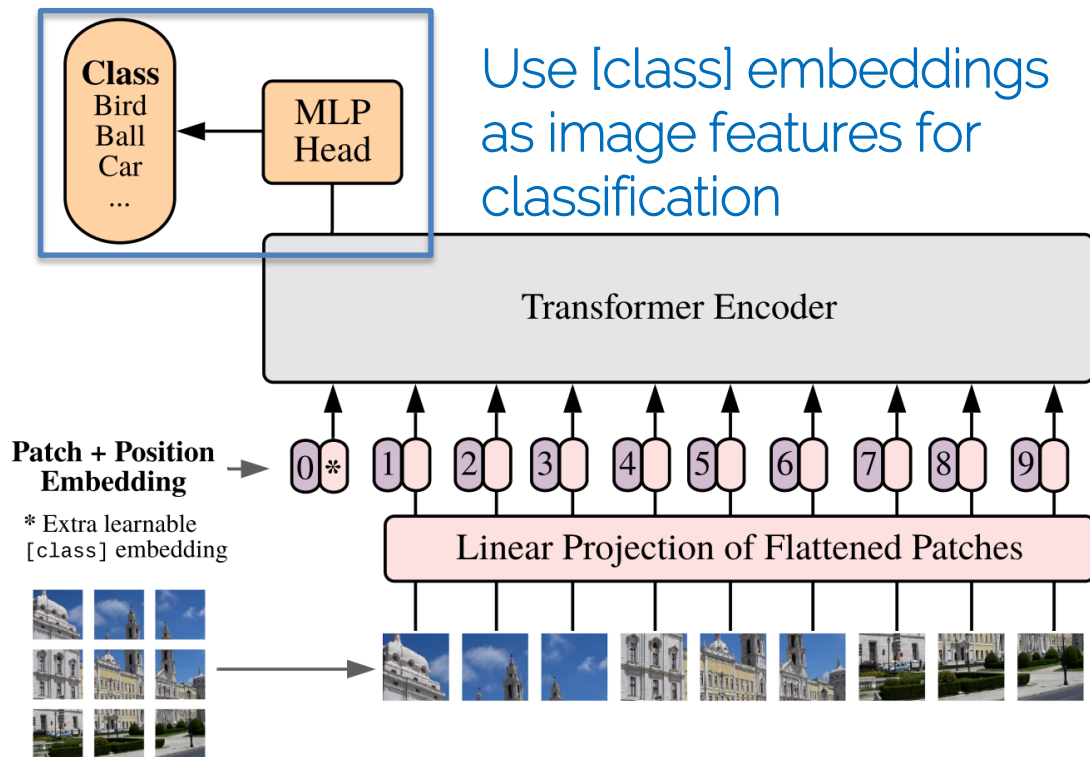 Class
Bird
Ball
Car
...
MLP
Head
Use [class] embeddings
as image features for
classification
Transformer Encoder
Patch + Position
Embedding
0 * 1 2 3 4 5 6 7 8 9
* Extra learnable
[class] embedding
Linear Projection of Flattened Patches